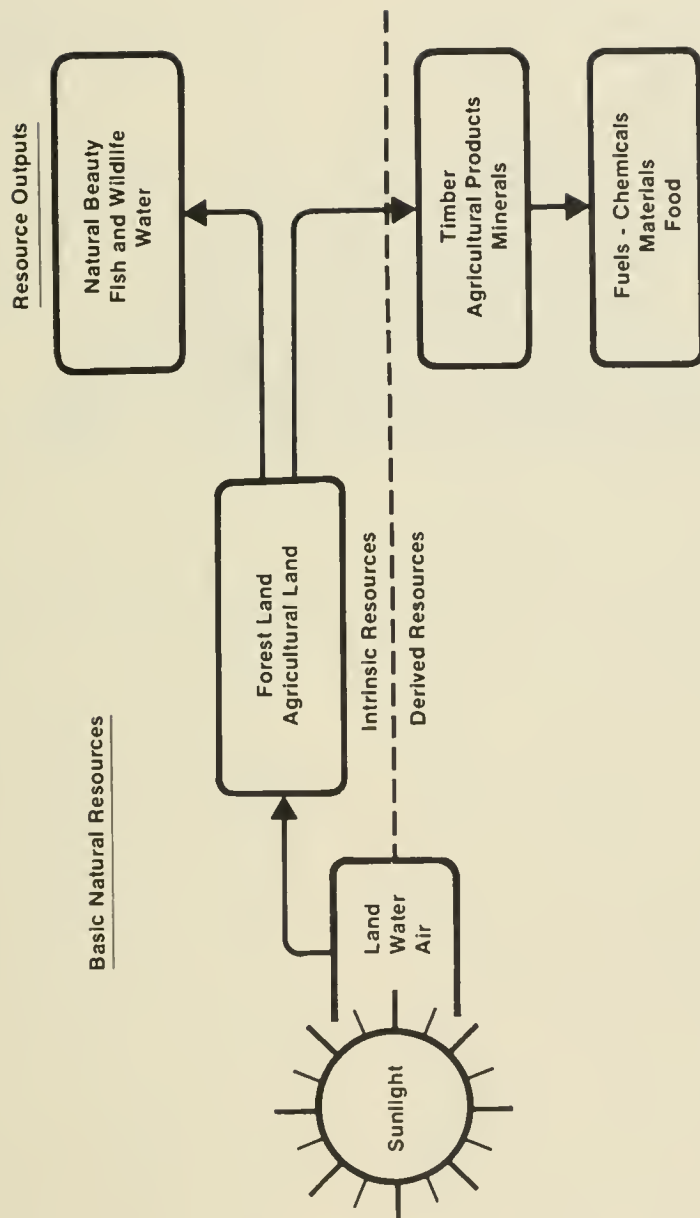 Basic Natural Resources
Resource Outputs
Sunlight
Land
Water
Air
Forest Land
Agricultural Land
Intrinsic Resources
Derived Resources
Natural Beauty
Fish and Wildlife
Water
Timber
Agricultural Products
Minerals
Fuels - Chemicals
Materials
Food